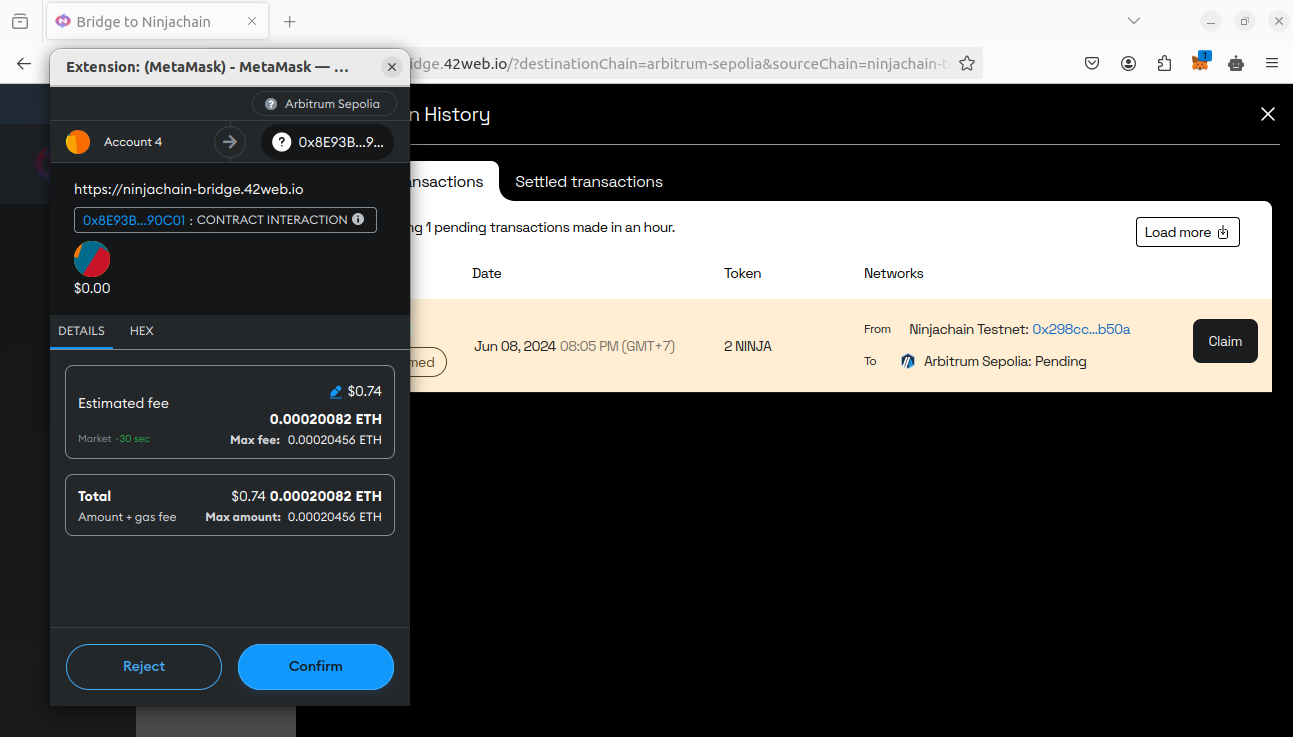 Bridge to Ninjachain
Extension: (MetaMask) - MetaMask — ...
idge.42web.io/?destinationChain=arbitrum-sepolia&sourceChain=ninjachain-t
1
Arbitrum Sepolia
Account 4
0x8E93B...9...
https://ninjachain-bridge.42web.io
0x8E93B...90C01 : CONTRACT INTERACTION
$0.00
DETAILS
HEX
Estimated fee
$0.74
0.00020082 ETH
Market ~30 sec
Max fee: 0.00020456 ETH
Total
$0.74 0.00020082 ETH
Amount + gas fee
Max amount: 0.00020456 ETH
Reject
Confirm
n History
nsactions
Settled transactions
ng 1 pending transactions made in an hour.
Load more
Date
Token
Networks
med
Jun 08, 2024 08:05 PM (GMT+7)
2 NINJA
From Ninjachain Testnet: 0x298cc...b50a
To Arbitrum Sepolia: Pending
Claim